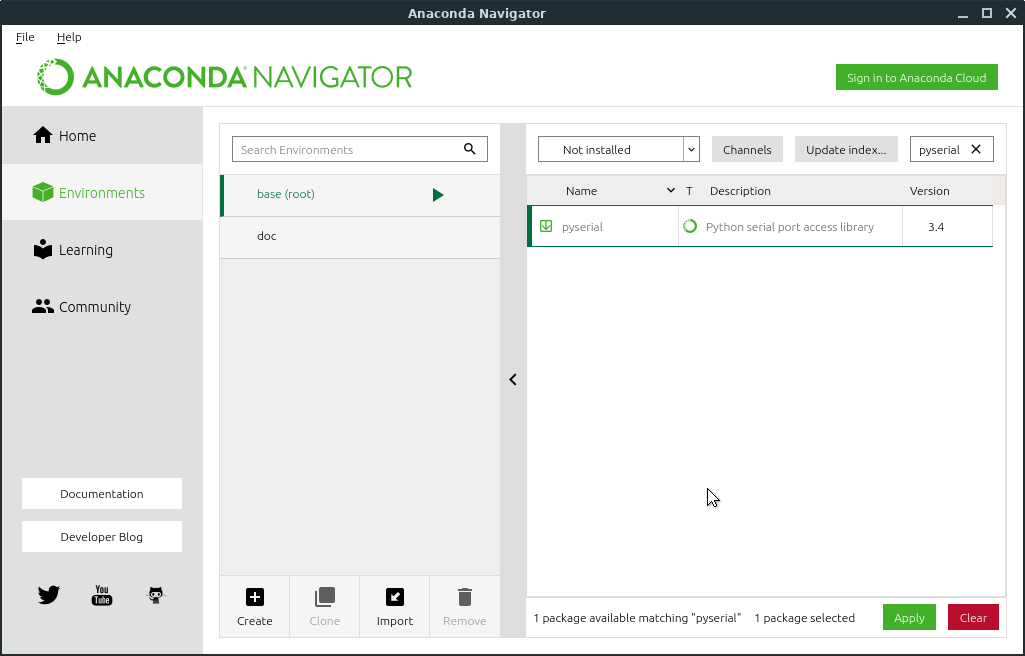 Anaconda Navigator
File Help
ANACONDA NAVIGATOR
Sign in to Anaconda Cloud
Home
Environments
Learning
Community
Documentation
Developer Blog
You
Tube
Search Environments
base (root)
doc
Create Clone Import Remove
Not installed Channels Update index... pyserial
Name T Description Version
pyserial Python serial port access library 3.4
1 package available matching "pyserial" 1 package selected Apply Clear